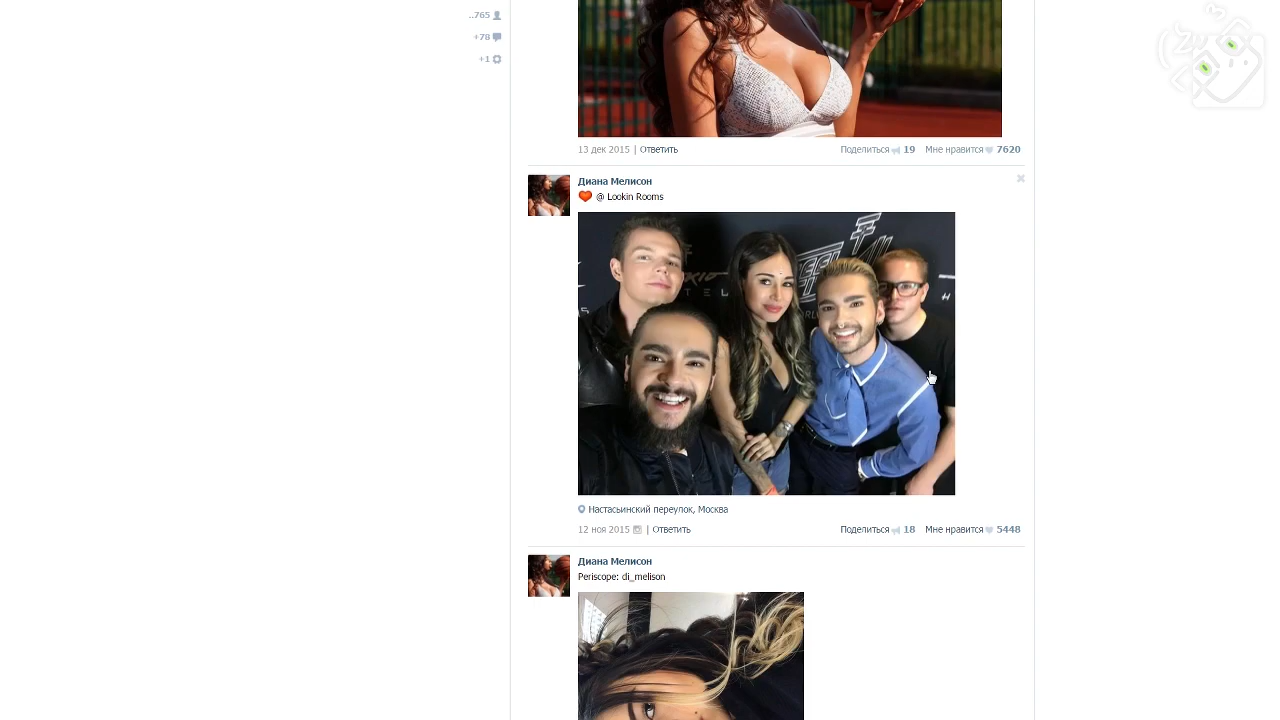 ..765
+78
+1
13 дек 2015 | Ответить Поделиться 19 Мне нравится 7620
Диана Мелисон
@ Lookin Rooms
Настасьинский переулок, Москва
12 ноя 2015 | Ответить Поделиться 18 Мне нравится 5448
Диана Мелисон
Periscope: di_melison